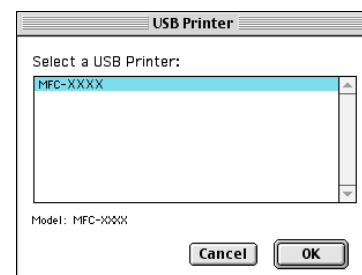 USB Printer
Select a USB Printer:
MFC-XXXX
Model: MFC-XXXX
Cancel OK